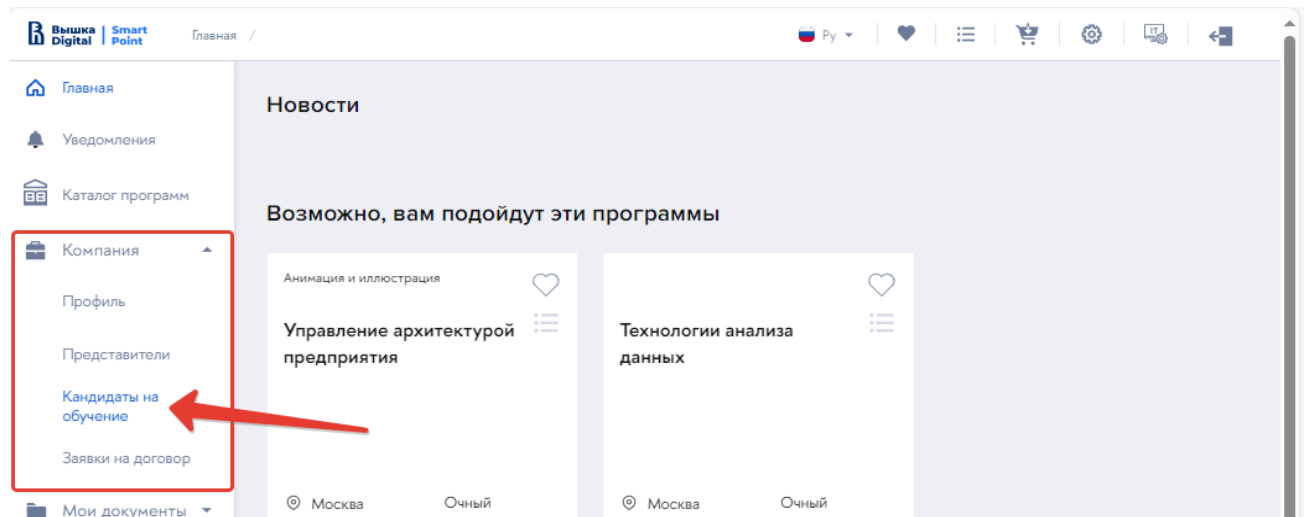 Вышка Digital | Smart Point
Главная /
Ру
Главная
Уведомления
Каталог программ
Компания
Профиль
Представители
Кандидаты на
обучение
Заявки на договор
Мои документы
Новости
Возможно, вам подойдут эти программы
Анимация и иллюстрация
Управление архитектурой
предприятия
Москва
Очный
Технологии анализа
данных
Москва
Очный
IT